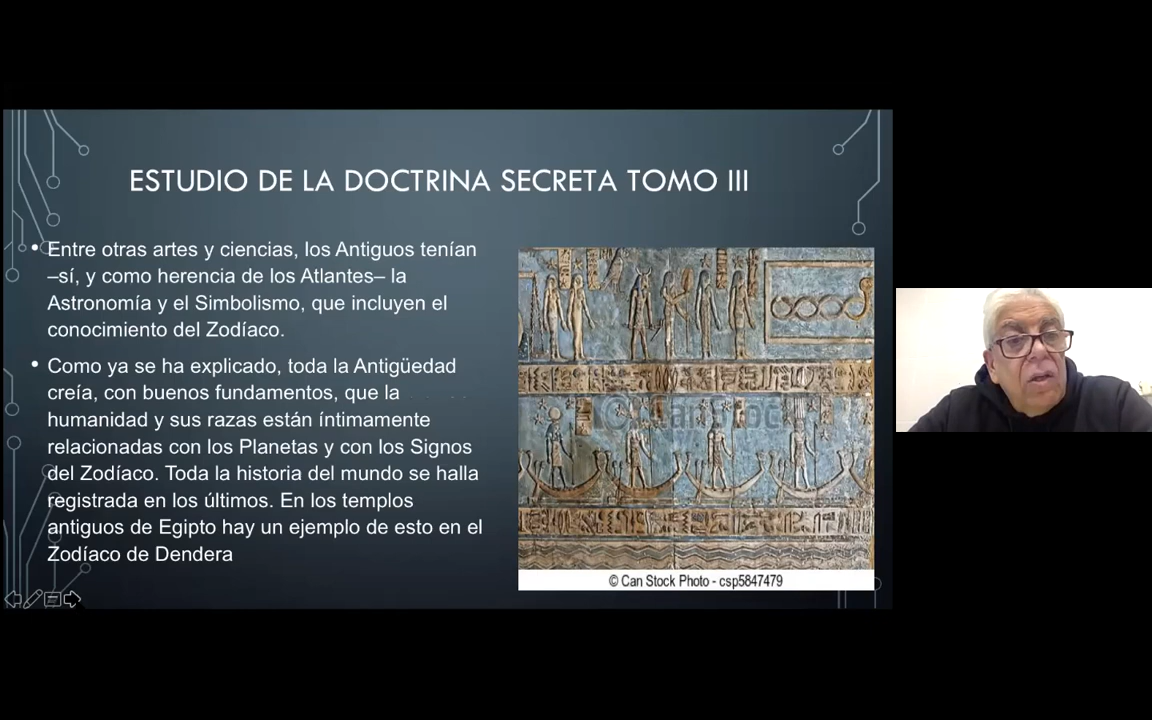 ESTUDIO DE LA DOCTRINA SECRETA TOMO III
• Entre otras artes y ciencias, los Antiguos tenían
–sí, y como herencia de los Atlantes– la
Astronomía y el Simbolismo, que incluyen el
conocimiento del Zodíaco.
• Como ya se ha explicado, toda la Antigüedad
creía, con buenos fundamentos, que la
humanidad y sus razas están íntimamente
relacionadas con los Planetas y con los Signos
del Zodíaco. Toda la historia del mundo se halla
registrada en los últimos. En los templos
antiguos de Egipto hay un ejemplo de esto en el
Zodíaco de Dendera
© Can Stock
© Can Stock Photo - csp5847479